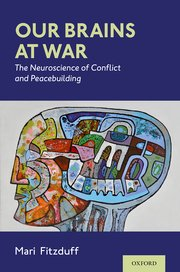 OUR BRAINS
AT WAR
The Neuroscience of Conflict
and Peacebuilding
Mari Fitzduff
OXFORD